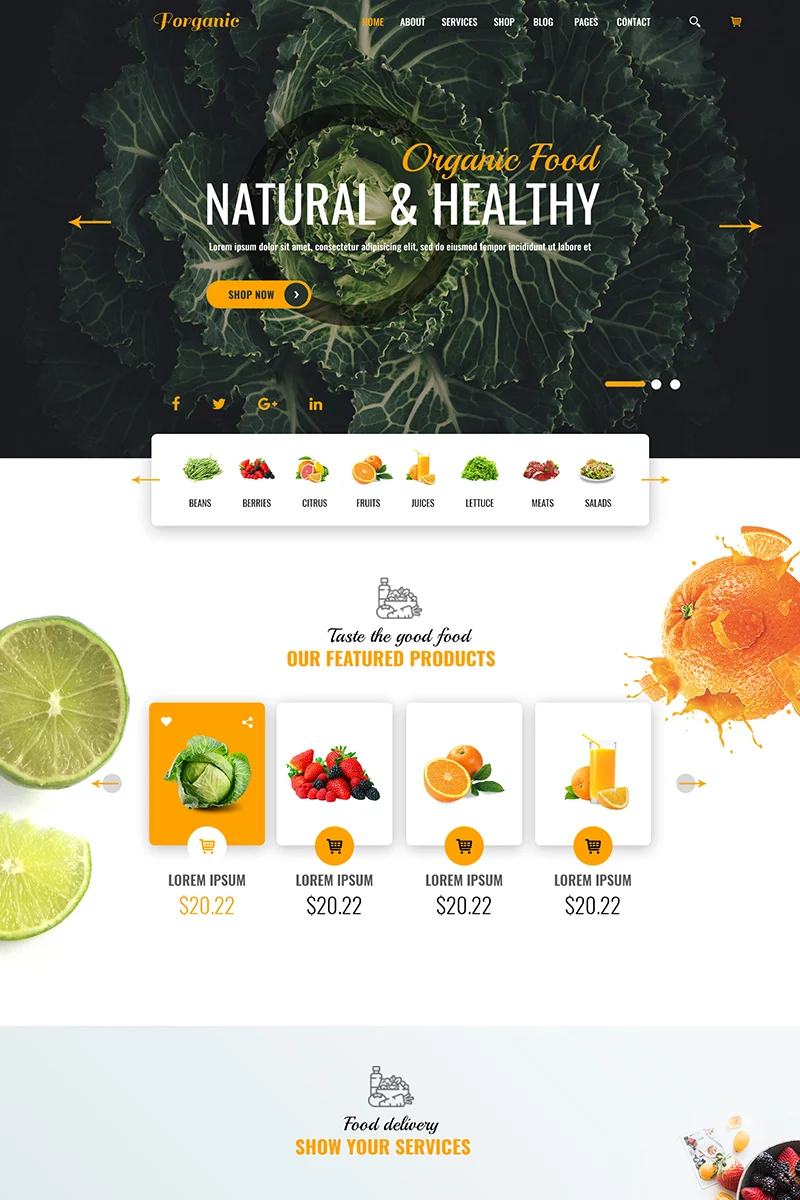 Forganic
HOME ABOUT SERVICES SHOP BLOG PAGES CONTACT
Organic Food
NATURAL & HEALTHY
Lorem ipsum dolor sit amet, consectetur adipisicing elit, sed do eiusmod tempor incididunt ut labore et
SHOP NOW
BEANS BERRIES CITRUS FRUITS JUICES LETTUCE MEATS SALADS
Taste the good food
OUR FEATURED PRODUCTS
LOREM IPSUM LOREM IPSUM LOREM IPSUM LOREM IPSUM
$20.22 $20.22 $20.22 $20.22
Food delivery
SHOW YOUR SERVICES